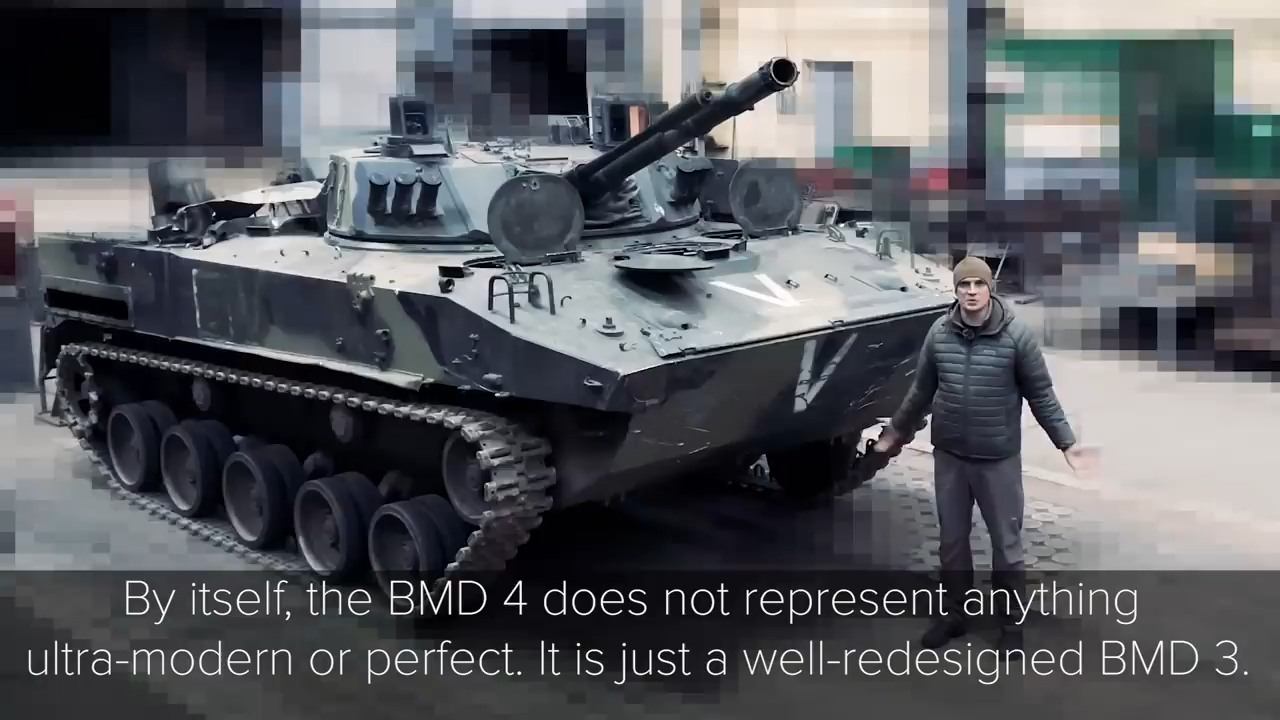 V
V
By itself, the BMD 4 does not represent anything
ultra-modern or perfect. It is just a well-redesigned BMD 3.